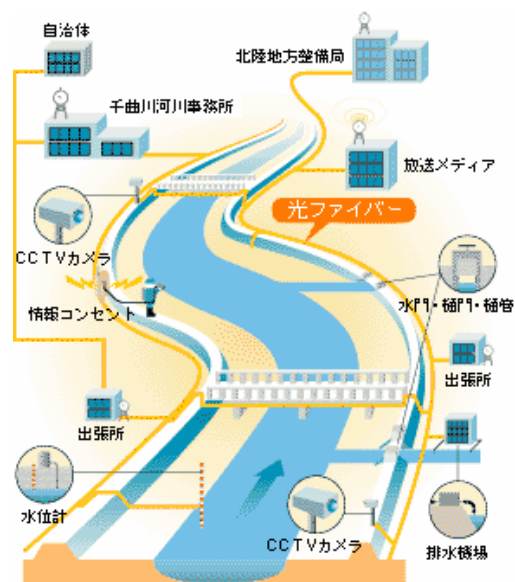 自治体
北陸地方整備局
千曲川河川事務所
放送メディア
光ファイバー
CCTVカメラ
水門・樋門・樋管
情報コンセント
出張所
出張所
水位計
CCTVカメラ
排水機場